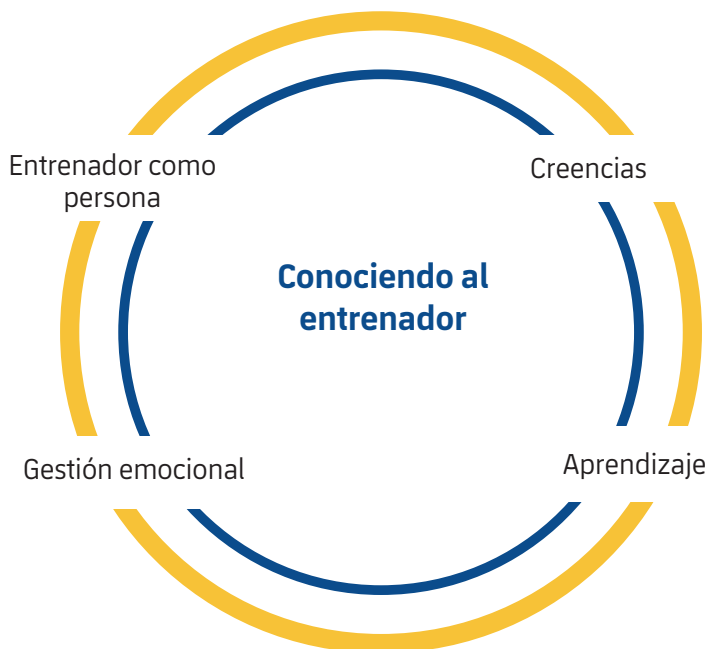 Entrenador como
persona
Creencias
Conociendo al
entrenador
Gestión emocional
Aprendizaje